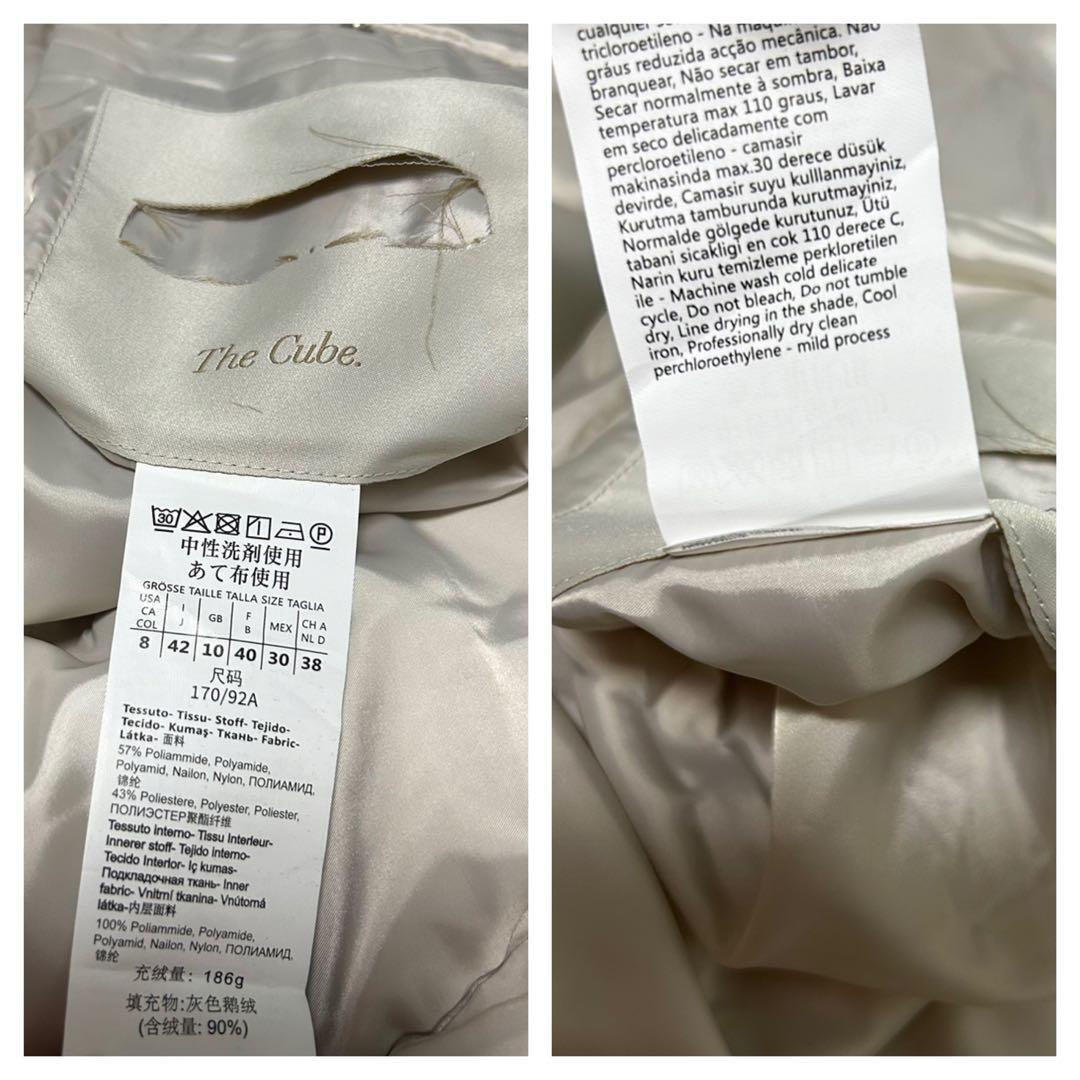 The Cube.
30 P
中性洗剤使用
あて布使用
GRÖSSE TAILLE TALLA SIZE TAGLIA
USA CA COL I J GB F B MEX CH A NL D
8 42 10 40 30 38
尺码
170/92A
Tessuto- Tissu- Stoff- Tejido-
Tecido- Kumaş- Ткань- Fabric-
Látka- 面料
57% Poliammide, Polyamide,
Polyamid, Nailon, Nylon, ПОЛИАМИД,
锦纶
43% Poliestere, Polyester, Poliester,
ПОЛИЭСТЕР聚酯纤维
Tessuto interno- Tissu Interieur-
Innerer stoff- Tejido interno-
Tecido Interior- Iç kumas-
Подкладочная ткань- Inner
fabric- Vnitrní tkanina- Vnútorná
látka-内层面料
100% Poliammide, Polyamide,
Polyamid, Nailon, Nylon, ПОЛИАМИД,
锦纶
充绒量: 186g
填充物:灰色鹅绒
(含绒量: 90%)
cualquier
tricloroetileno - Na
gráus reduzida acção mecânica, Não
branquear, Não secar em tambor,
Secar normalmente à sombra, Baixa
temperatura max 110 graus, Lavar
em seco delicadamente com
percloroetileno - camasir
makinasinda max.30 derece düsük
devirde, Camasir suyu kulllanmayiniz,
Kurutma tamburunda kurutmayiniz,
Normalde gölgede kurutunuz, Ütü
tabani sicakligi en cok 110 derece C,
Narin kuru temizleme perkloretilen
ile - Machine wash cold delicate
cycle, Do not bleach, Do not tumble
dry, Line drying in the shade, Cool
iron, Professionally dry clean
perchloroethylene - mild process